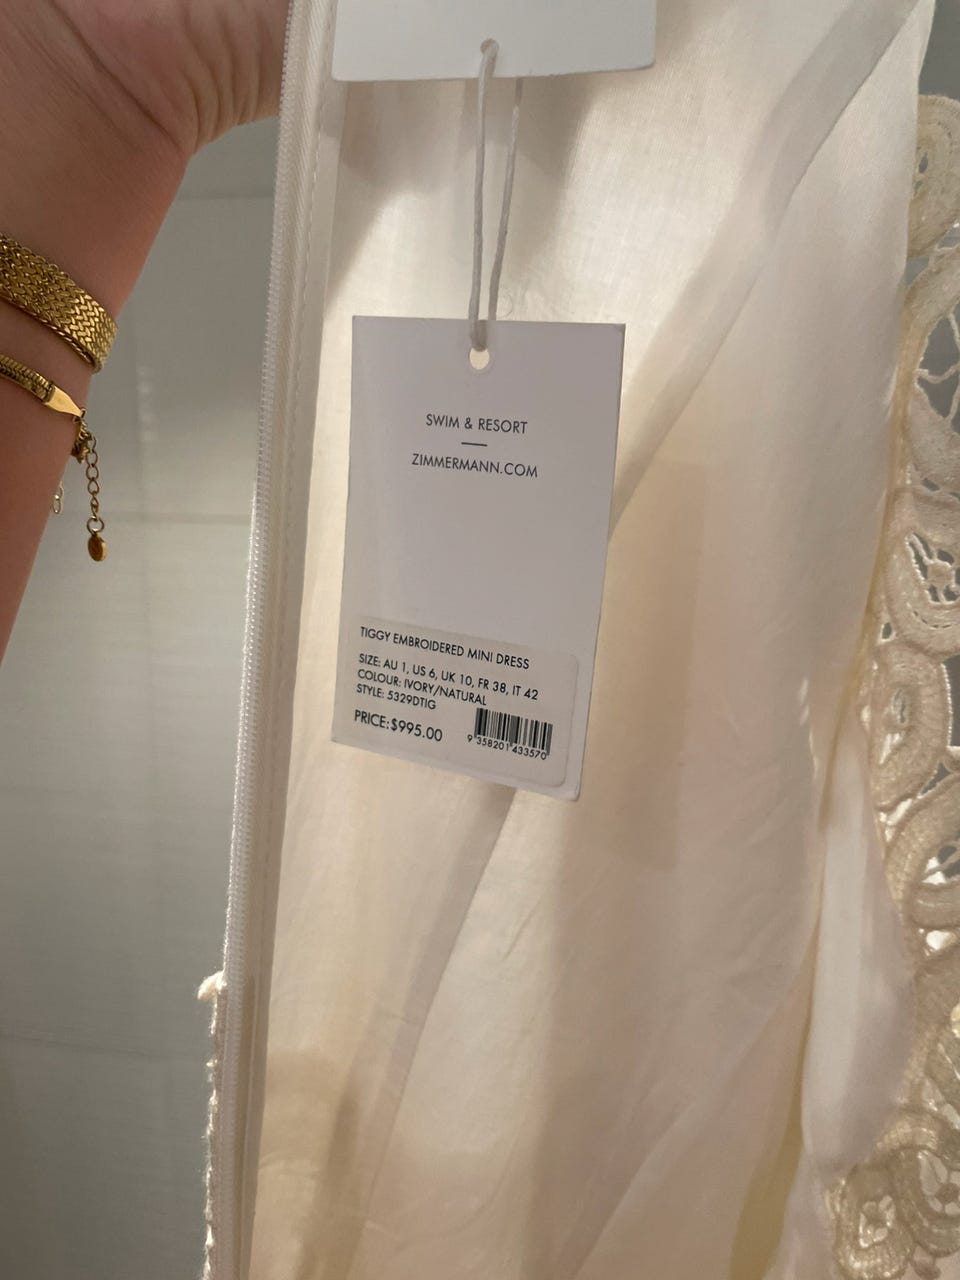 SWIM & RESORT
ZIMMERMANN.COM
TIGGY EMBROIDERED MINI DRESS
SIZE: AU 1, US 6, UK 10, FR 38, IT 42
COLOUR: IVORY/NATURAL
STYLE: 5329DTIG
PRICE:$995.00
9 358201 433570